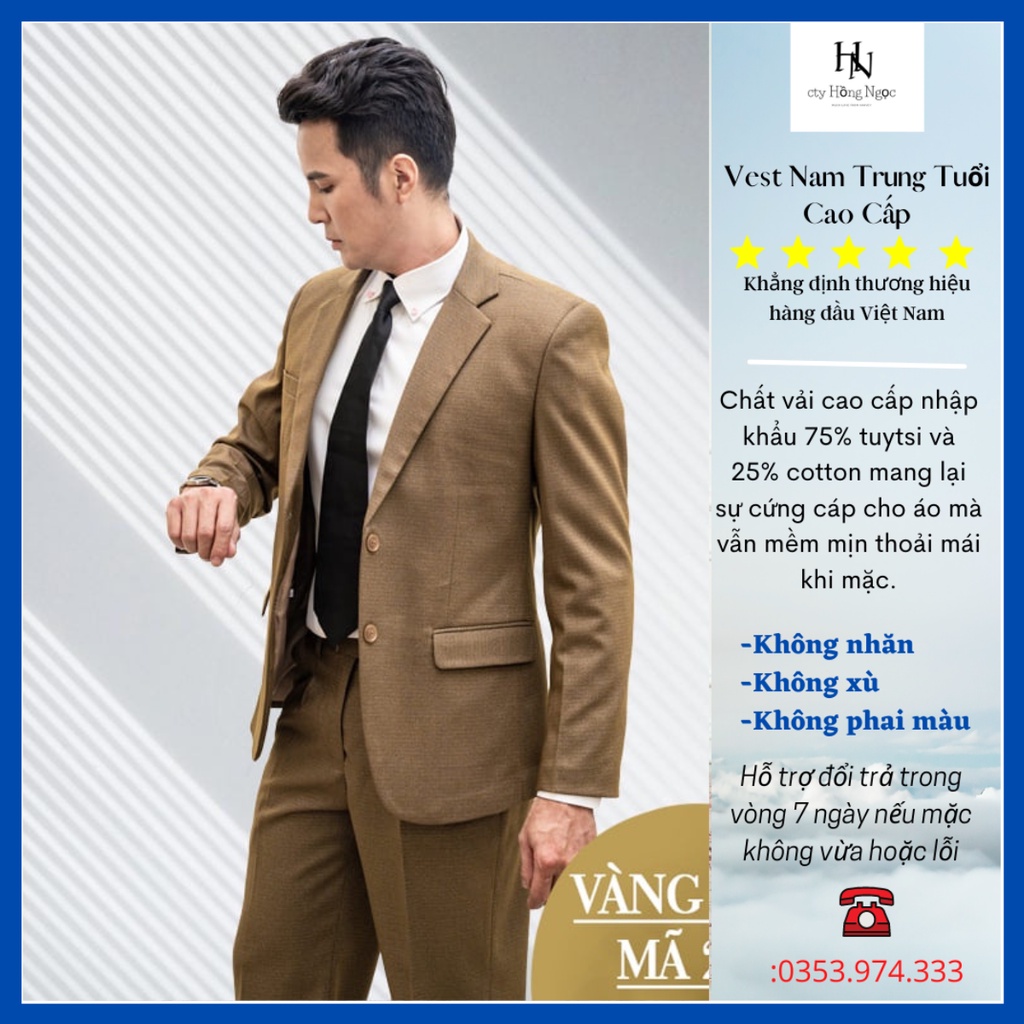 HN
cty Hồng Ngọc
Vest Nam Trung Tuổi
Cao Cấp
Khẳng định thương hiệu
hàng dầu Việt Nam
Chất vải cao cấp nhập
khẩu 75% tuytsi và
25% cotton mang lại
sự cứng cáp cho áo mà
vẫn mềm mịn thoải mái
khi mặc.
-Không nhăn
-Không xù
-Không phai màu
Hỗ trợ đổi trả trong
vòng 7 ngày nếu mặc
không vừa hoặc lỗi
:0353.974.333
VÀNG
MÃ